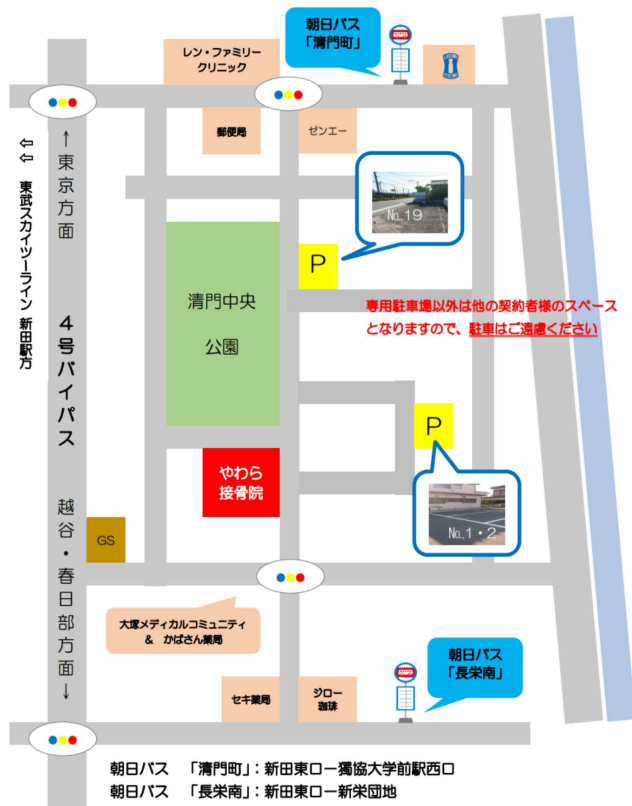 朝日バス
「清門町」
レン・ファミリー
クリニック
郵便局
ゼンエー
↑東京方面
⇦⇦ 東武スカイツーライン 新田駅方
No.19
P
清門中央
公園
専用駐車場以外は他の契約者様のスペース
となりますので、駐車はご遠慮ください
4号バイパス
P
やわら
接骨院
No.1・2
GS
越谷・春日部方面↓
大塚メディカルコミュニティ
& かばさん薬局
朝日バス
「長栄南」
セキ薬局
ジロー
珈琲
朝日バス 「清門町」:新田東口ー獨協大学前駅西口
朝日バス 「長栄南」:新田東口ー新栄団地